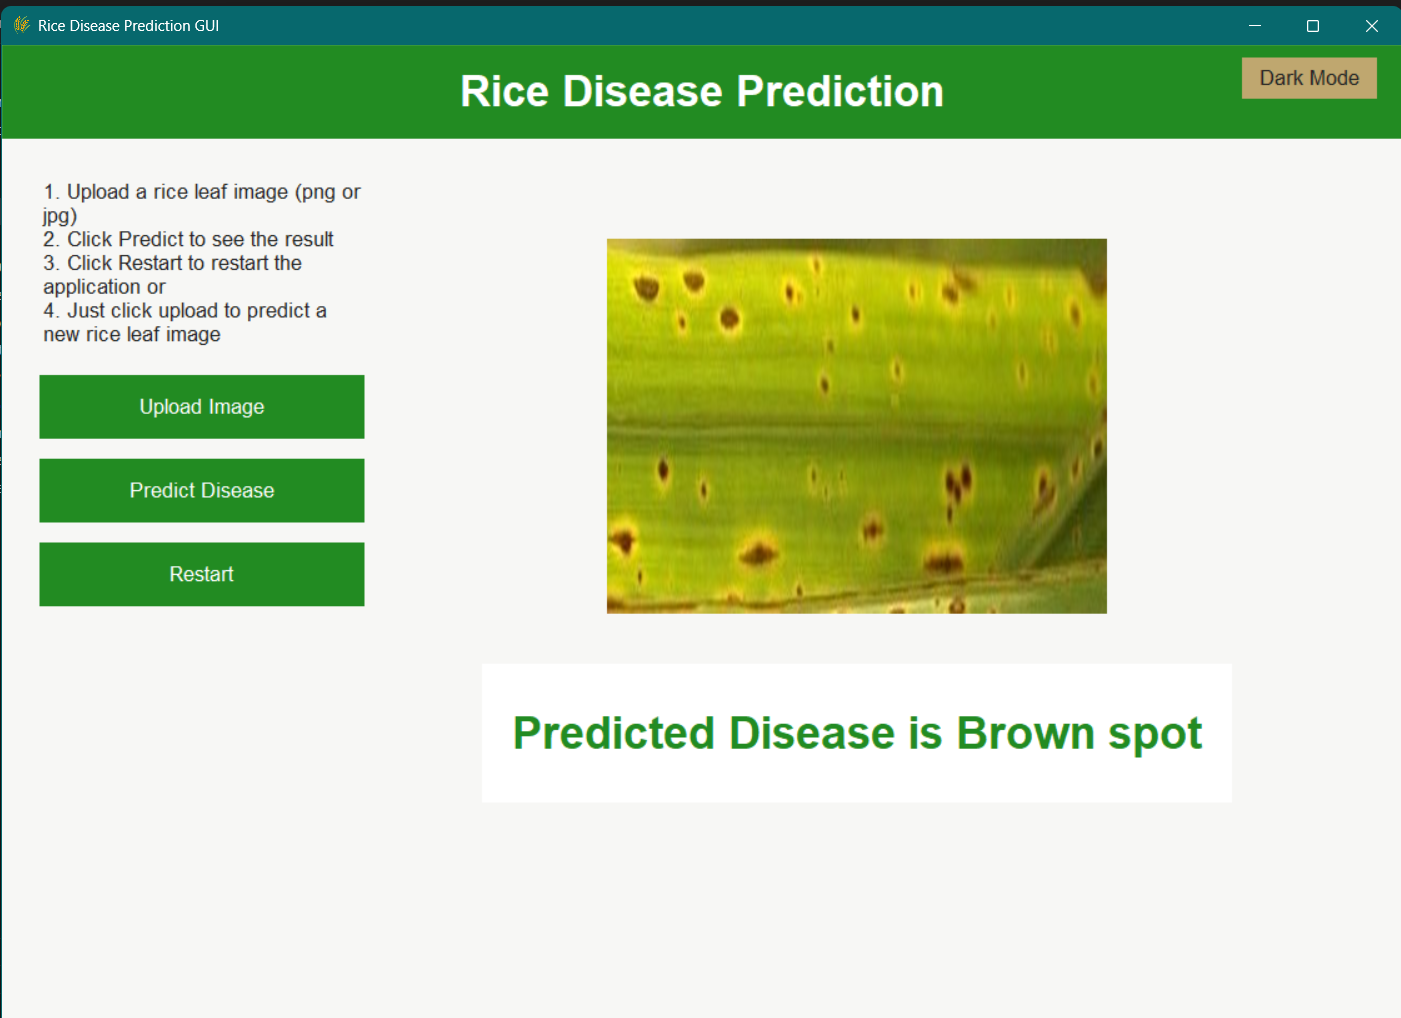 Rice Disease Prediction GUI
Rice Disease Prediction
Dark Mode
1. Upload a rice leaf image (png or
jpg)
2. Click Predict to see the result
3. Click Restart to restart the
application or
4. Just click upload to predict a
new rice leaf image
Upload Image
Predict Disease
Restart
Predicted Disease is Brown spot